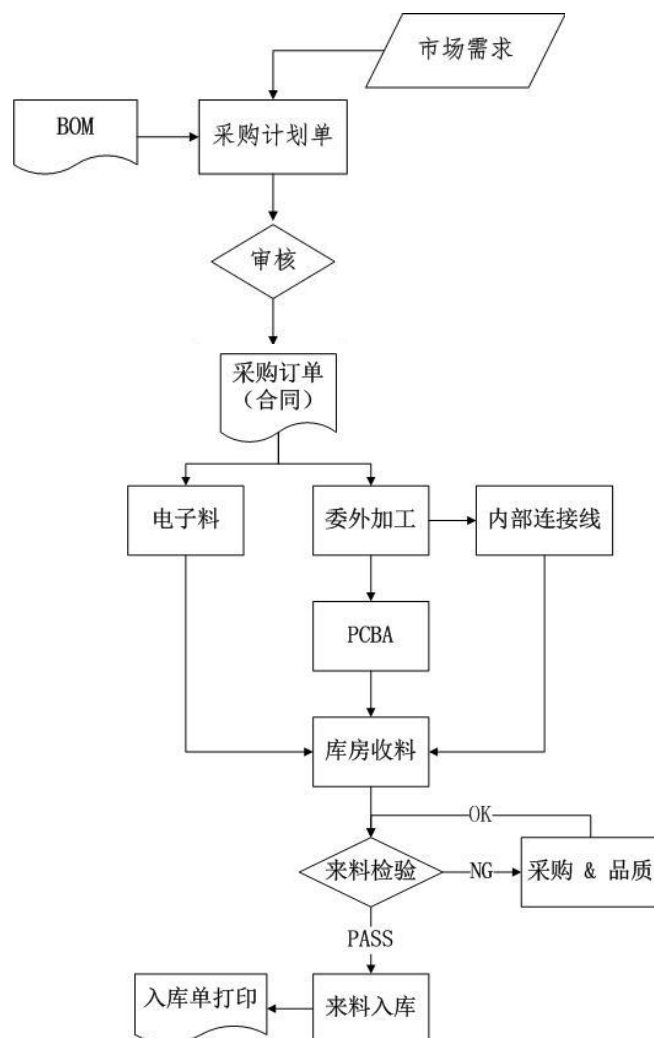 市场需求
BOM
采购计划单
审核
采购订单
（合同）
电子料
委外加工
内部连接线
PCBA
库房收料
OK
来料检验
NG
采购 & 品质
PASS
入库单打印
来料入库